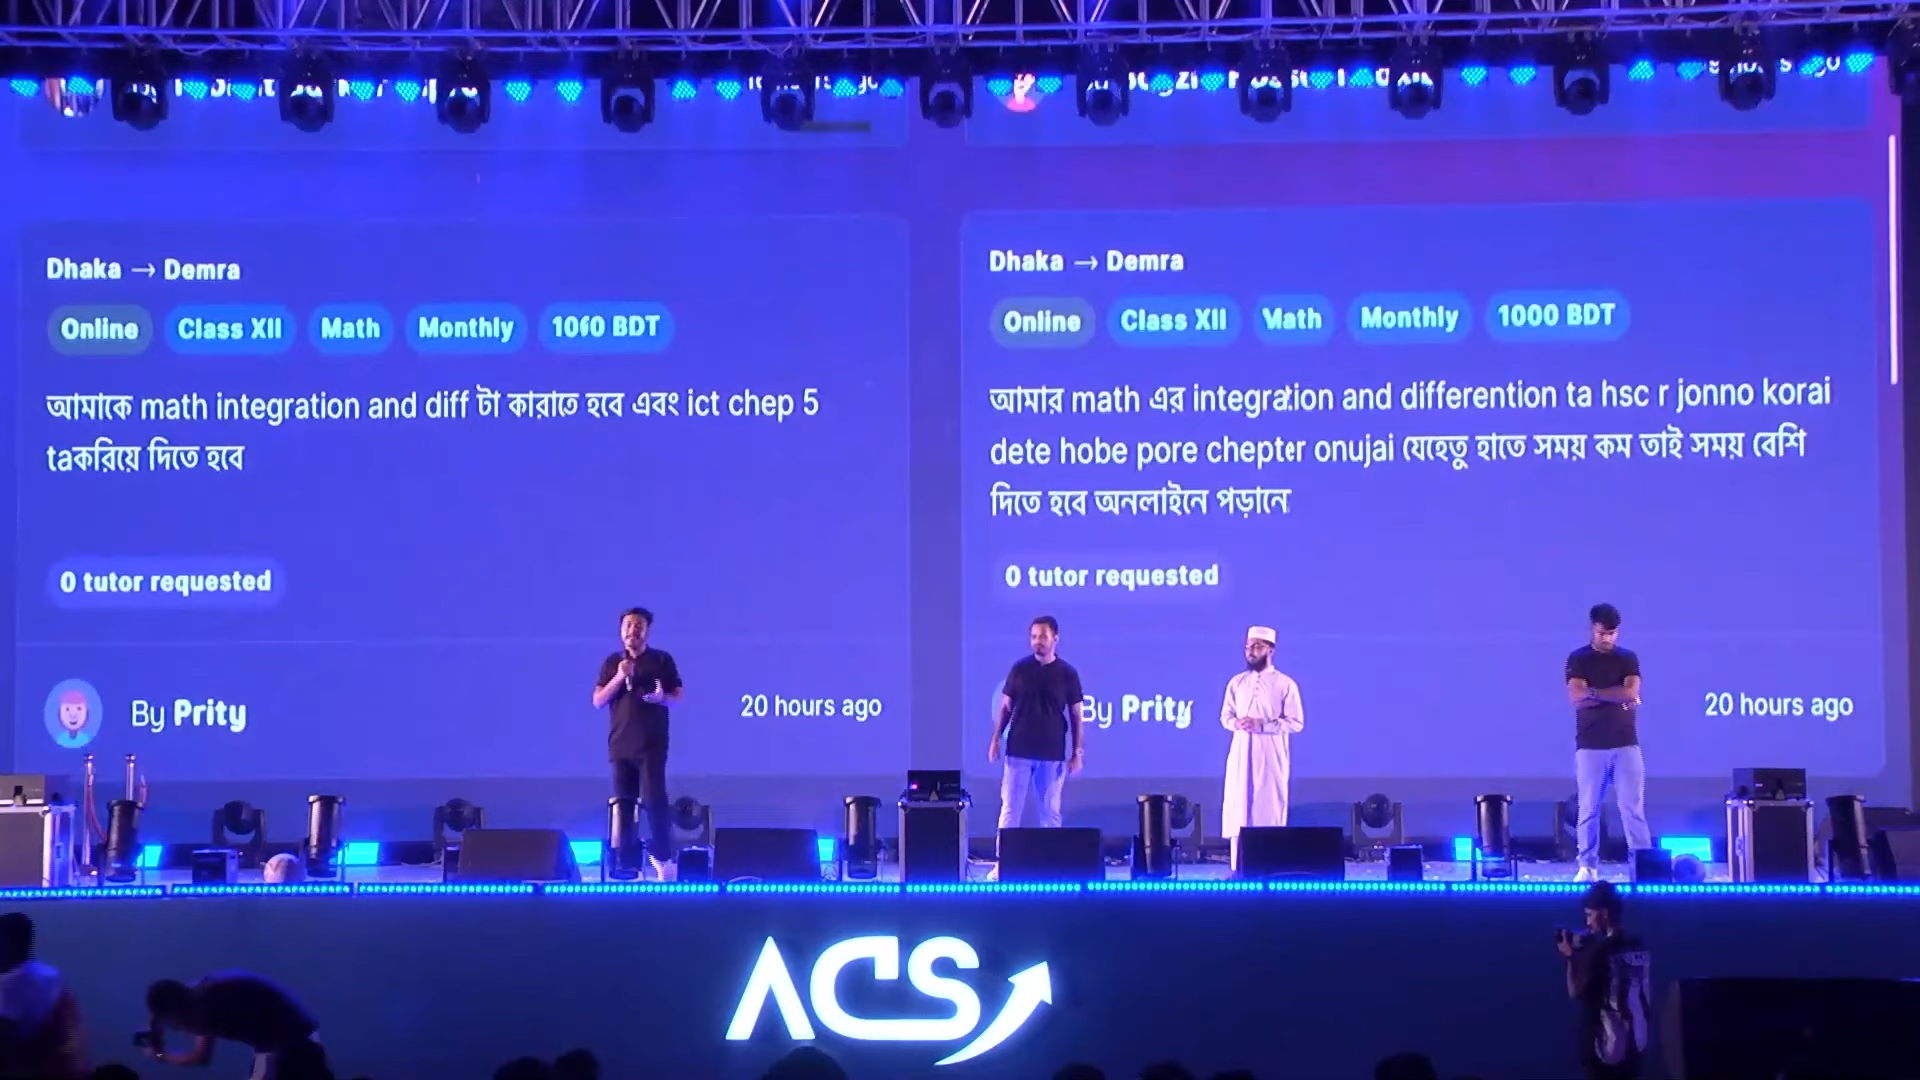 Dhaka → Demra
Online Class XII Math Monthly 1000 BDT
আমাকে math integration and diff টা কারাতে হবে এবং ict chep 5
taকরিয়ে দিতে হবে
0 tutor requested
By Prity
20 hours ago
Dhaka → Demra
Online Class XII Math Monthly 1000 BDT
আমার math এর integration and differention ta hsc r jonno korai
dete hobe pore chepter onujai যেহেতু হাতে সময় কম তাই সময় বেশি
দিতে হবে অনলাইনে পড়ানে
0 tutor requested
By Prity
20 hours ago
ACS